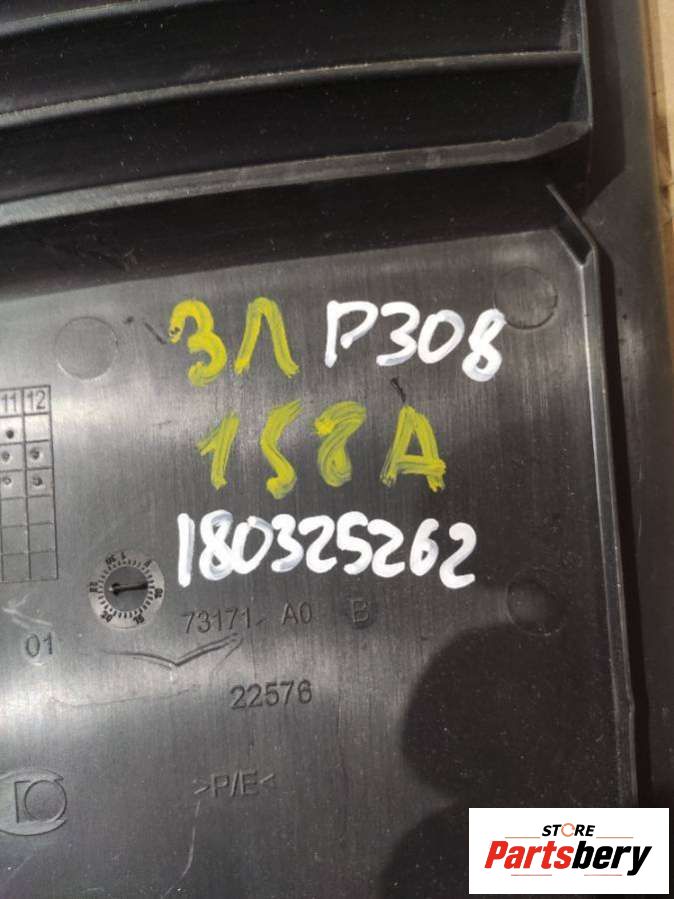 ЗЛ P308
158A
180325262
11 12
73171 A0 B
01
22576
>P/E<
STORE
Partsbery